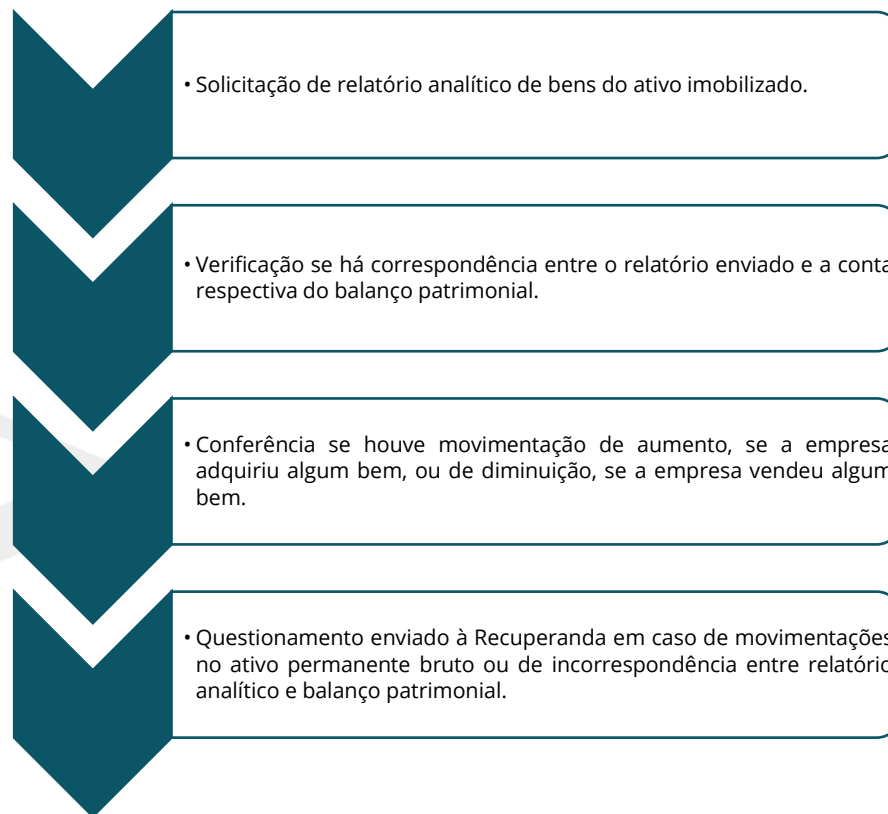 • Solicitação de relatório analítico de bens do ativo imobilizado.
• Verificação se há correspondência entre o relatório enviado e a conta
respectiva do balanço patrimonial.
• Conferência se houve movimentação de aumento, se a empresa
adquiriu algum bem, ou de diminuição, se a empresa vendeu algum
bem.
• Questionamento enviado à Recuperanda em caso de movimentações
no ativo permanente bruto ou de incorrespondência entre relatório
analítico e balanço patrimonial.